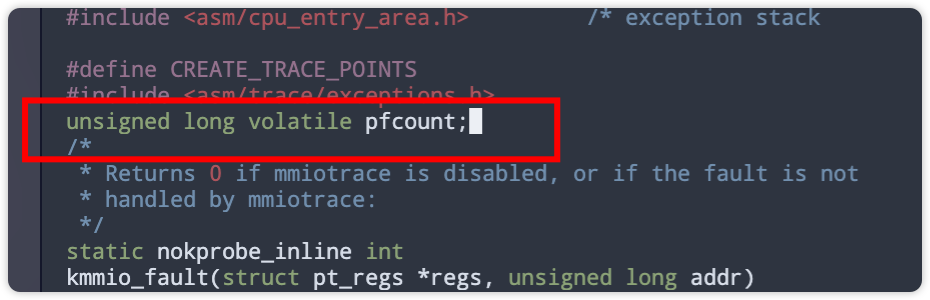 #include <asm/cpu_entry_area.h> /* exception stack
#define CREATE_TRACE_POINTS
#include <asm/trace/exceptions.h>
unsigned long volatile pfcount;
/*
* Returns 0 if mmiotrace is disabled, or if the fault is not
* handled by mmiotrace:
*/
static nokprobe_inline int
kmmio_fault(struct pt_regs *regs, unsigned long addr)